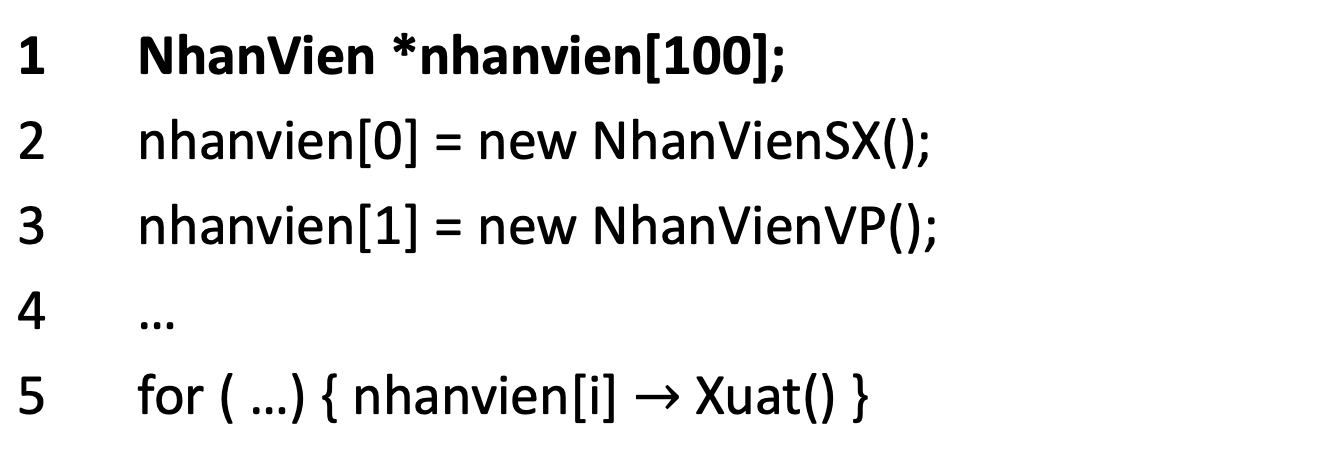 1 NhanVien *nhanvien[100];
2 nhanvien[0] = new NhanVienSX();
3 nhanvien[1] = new NhanVienVP();
4 …
5 for ( …) { nhanvien[i] → Xuat() }